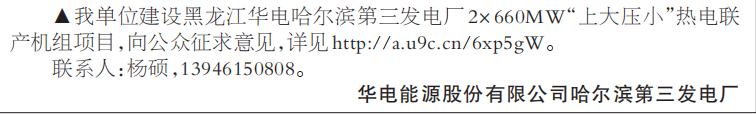 ▲我单位建设黑龙江华电哈尔滨第三发电厂2×660MW“上大压小”热电联
产机组项目,向公众征求意见,详见http://a.u9c.cn/6xp5gW。
联系人:杨硕,13946150808。
华电能源股份有限公司哈尔滨第三发电厂